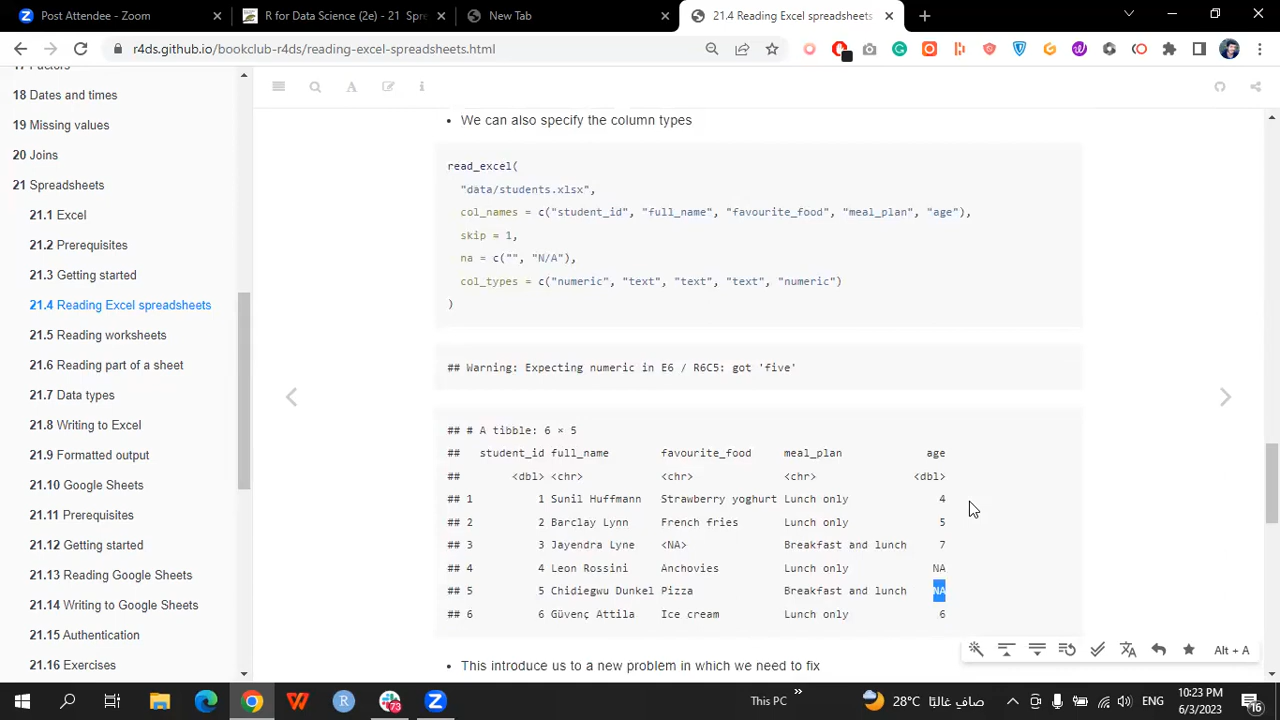 Post Attendee - Zoom
R for Data Science (2e) - 21 Spre
New Tab
21.4 Reading Excel spreadsheets
r4ds.github.io/bookclub-r4ds/reading-excel-spreadsheets.html
17 Factors
18 Dates and times
19 Missing values
20 Joins
21 Spreadsheets
21.1 Excel
21.2 Prerequisites
21.3 Getting started
21.4 Reading Excel spreadsheets
21.5 Reading worksheets
21.6 Reading part of a sheet
21.7 Data types
21.8 Writing to Excel
21.9 Formatted output
21.10 Google Sheets
21.11 Prerequisites
21.12 Getting started
21.13 Reading Google Sheets
21.14 Writing to Google Sheets
21.15 Authentication
21.16 Exercises
• We can also specify the column types
read_excel(
"data/students.xlsx",
col_names = c("student_id", "full_name", "favourite_food", "meal_plan", "age"),
skip = 1,
na = c("", "N/A"),
col_types = c("numeric", "text", "text", "text", "numeric")
)
## Warning: Expecting numeric in E6 / R6C5: got 'five'
## # A tibble: 6 × 5
## student_id full_name favourite_food meal_plan age
## <dbl> <chr> <chr> <chr> <dbl>
## 1 1 Sunil Huffmann Strawberry yoghurt Lunch only 4
## 2 2 Barclay Lynn French fries Lunch only 5
## 3 3 Jayendra Lyne <NA> Breakfast and lunch 7
## 4 4 Leon Rossini Anchovies Lunch only NA
## 5 5 Chidiegwu Dunkel Pizza Breakfast and lunch NA
## 6 6 Güvenç Attila Ice cream Lunch only 6
• This introduce us to a new problem in which we need to fix
Alt + A
73
This PC
28°C صافي غالبًا
ENG
10:23 PM
6/3/2023
16